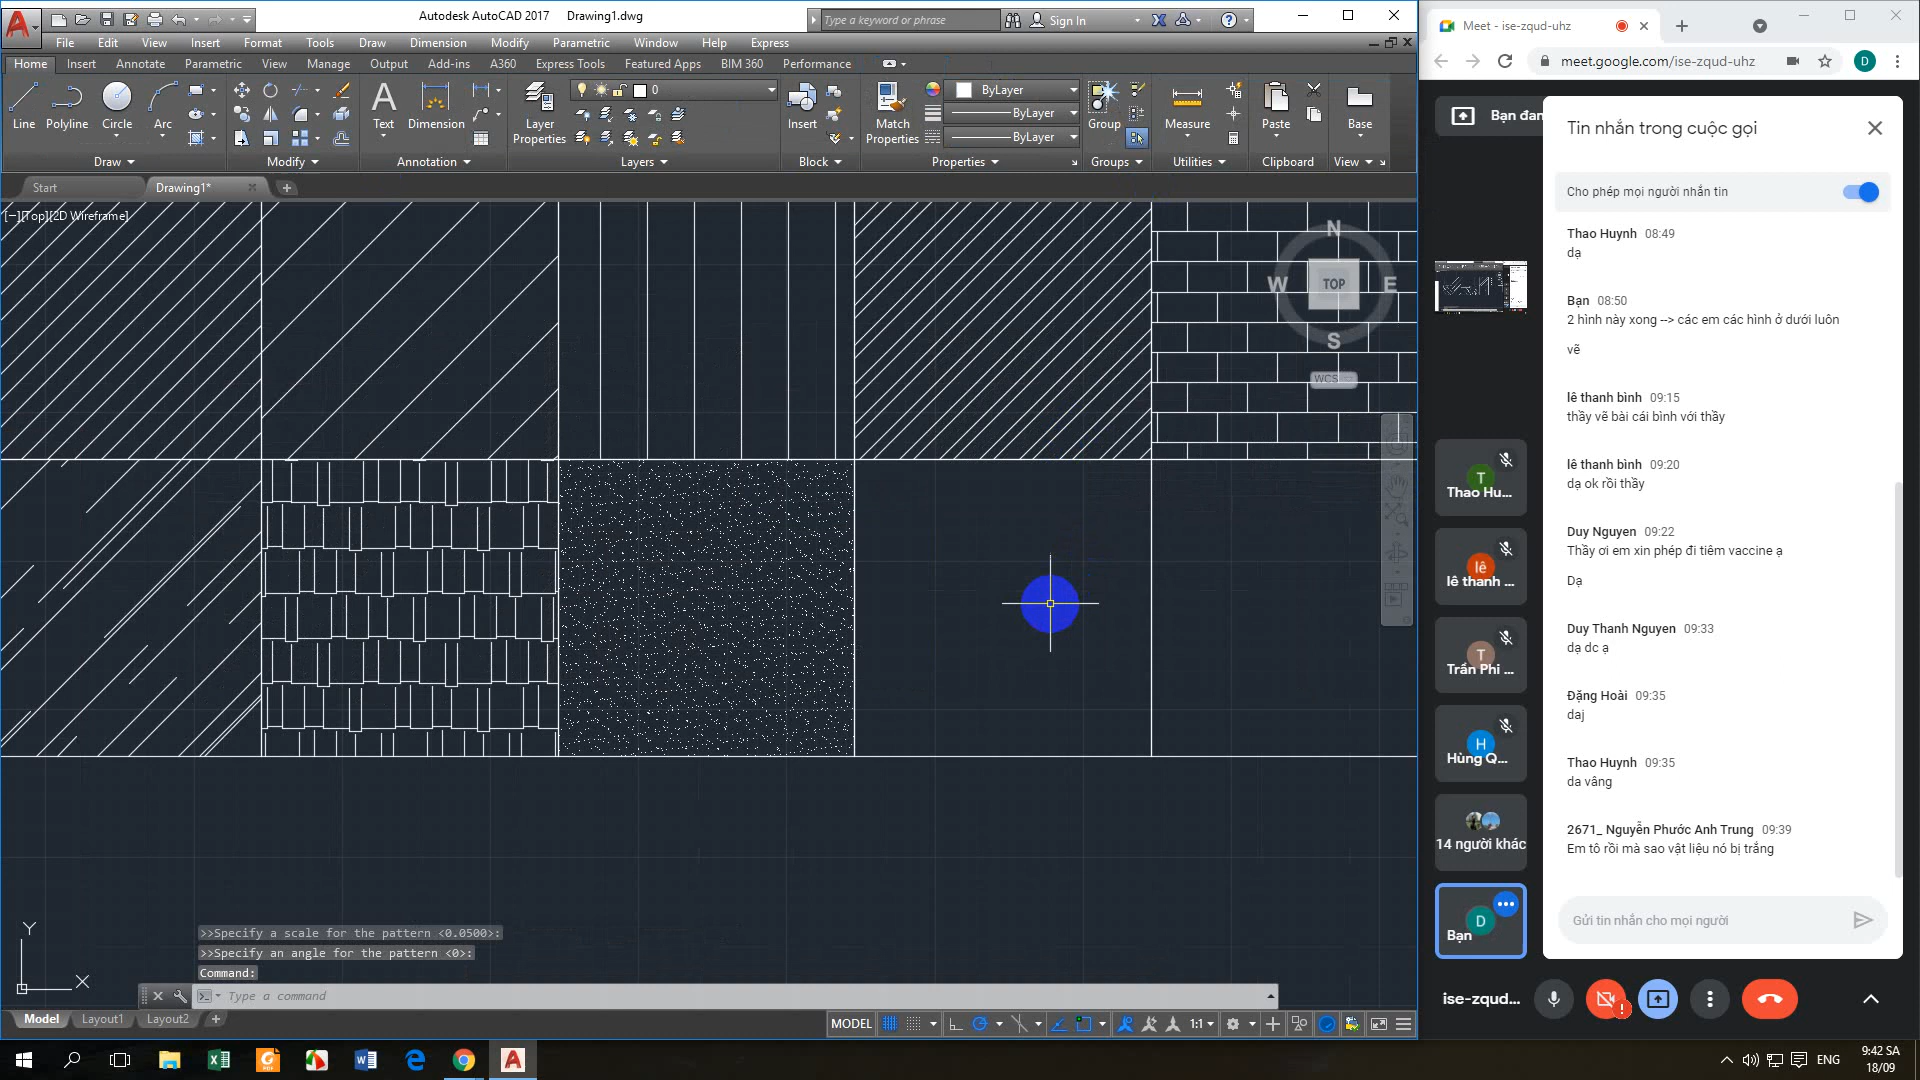 Autodesk AutoCAD 2017 Drawing1.dwg
Type a keyword or phrase
Sign In
File Edit View Insert Format Tools Draw Dimension Modify Parametric Window Help Express
Home Insert Annotate Parametric View Manage Output Add-ins A360 Express Tools Featured Apps BIM 360 Performance
Line Polyline Circle Arc
Text Dimension
Layer Properties
0
Insert
Match Properties
ByLayer
ByLayer
ByLayer
Group
Measure
Paste
Base
Draw Modify Annotation Layers Block Properties Groups Utilities Clipboard View
Start Drawing1*
[−][Top][2D Wireframe]
N
W TOP E
S
WCS
Y
X
>>Specify a scale for the pattern <0.0500>:
>>Specify an angle for the pattern <0>:
Command:
Type a command
Model Layout1 Layout2
MODEL
1:1
Meet - ise-zqud-uhz
meet.google.com/ise-zqud-uhz
D
Bạn đan
Tin nhắn trong cuộc gọi
Cho phép mọi người nhắn tin
Thao Huynh 08:49
dạ
Bạn 08:50
2 hình này xong --> các em các hình ở dưới luôn
vẽ
lê thanh bình 09:15
thầy vẽ bài cái bình với thầy
lê thanh bình 09:20
dạ ok rồi thầy
Duy Nguyen 09:22
Thầy ơi em xin phép đi tiêm vaccine ạ
Dạ
Duy Thanh Nguyen 09:33
dạ dc ạ
Đặng Hoài 09:35
daj
Thao Huynh 09:35
da vâng
2671_ Nguyễn Phước Anh Trung 09:39
Em tô rồi mà sao vật liệu nó bị trắng
Gửi tin nhắn cho mọi người
T
Thao Hu...
lê
lê thanh ...
T
Trần Phi ...
H
Hùng Q...
14 người khác
D
Bạn
ise-zqud...
ENG
9:42 SA
18/09